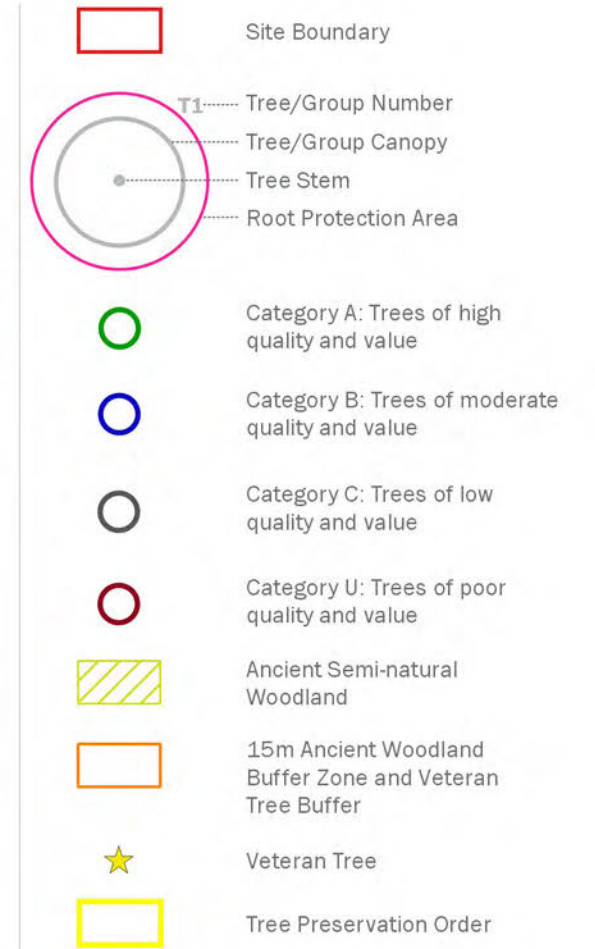 Site Boundary
T1
Tree/Group Number
Tree/Group Canopy
Tree Stem
Root Protection Area
Category A: Trees of high
quality and value
Category B: Trees of moderate
quality and value
Category C: Trees of low
quality and value
Category U: Trees of poor
quality and value
Ancient Semi-natural
Woodland
15m Ancient Woodland
Buffer Zone and Veteran
Tree Buffer
Veteran Tree
Tree Preservation Order